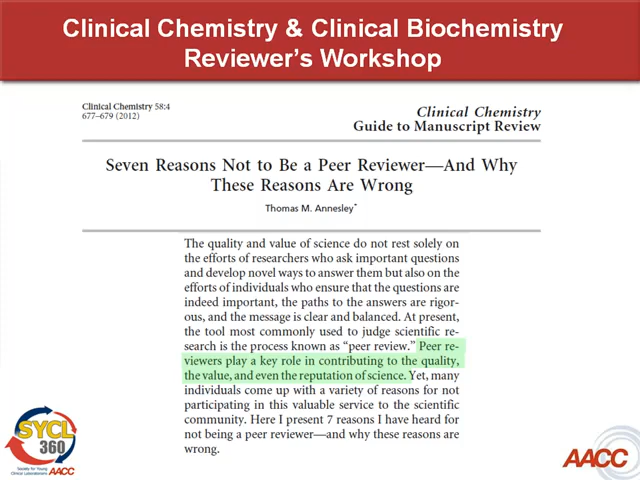 Clinical Chemistry & Clinical Biochemistry
Reviewer's Workshop
Clinical Chemistry 58:4
677–679 (2012)
Clinical Chemistry
Guide to Manuscript Review
Seven Reasons Not to Be a Peer Reviewer—And Why
These Reasons Are Wrong
Thomas M. Annesley*
The quality and value of science do not rest solely on
the efforts of researchers who ask important questions
and develop novel ways to answer them but also on the
efforts of individuals who ensure that the questions are
indeed important, the paths to the answers are rigor-
ous, and the message is clear and balanced. At present,
the tool most commonly used to judge scientific re-
search is the process known as “peer review.” Peer re-
viewers play a key role in contributing to the quality,
the value, and even the reputation of science. Yet, many
individuals come up with a variety of reasons for not
participating in this valuable service to the scientific
community. Here I present 7 reasons I have heard for
not being a peer reviewer—and why these reasons are
wrong.
SYCL
360
Society for Young
Clinical Laboratorians AACC
AACC